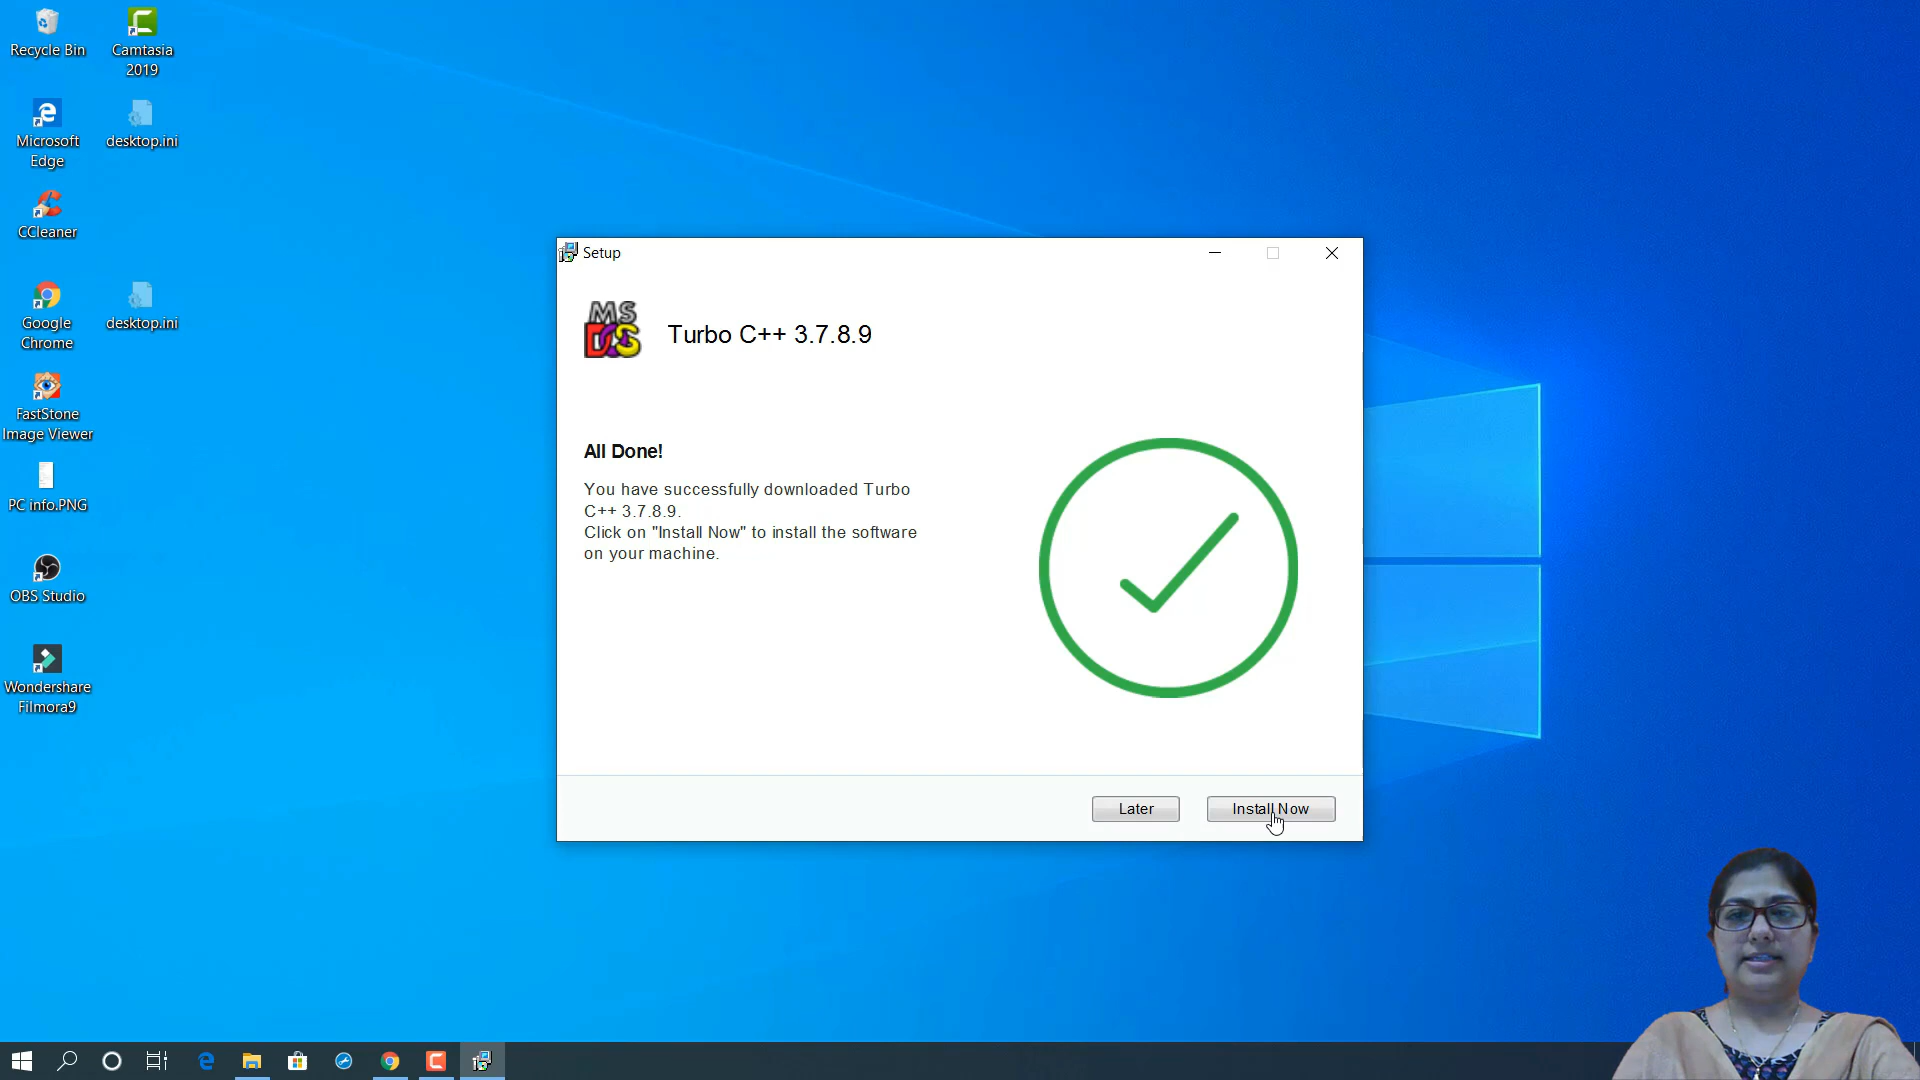 Recycle Bin
Camtasia
2019
Microsoft
Edge
desktop.ini
CCleaner
Google
Chrome
desktop.ini
FastStone
Image Viewer
PC info.PNG
OBS Studio
Wondershare
Filmora9
Setup
MS
DOS
Turbo C++ 3.7.8.9
All Done!
You have successfully downloaded Turbo
C++ 3.7.8.9.
Click on "Install Now" to install the software
on your machine.
Later
Install Now